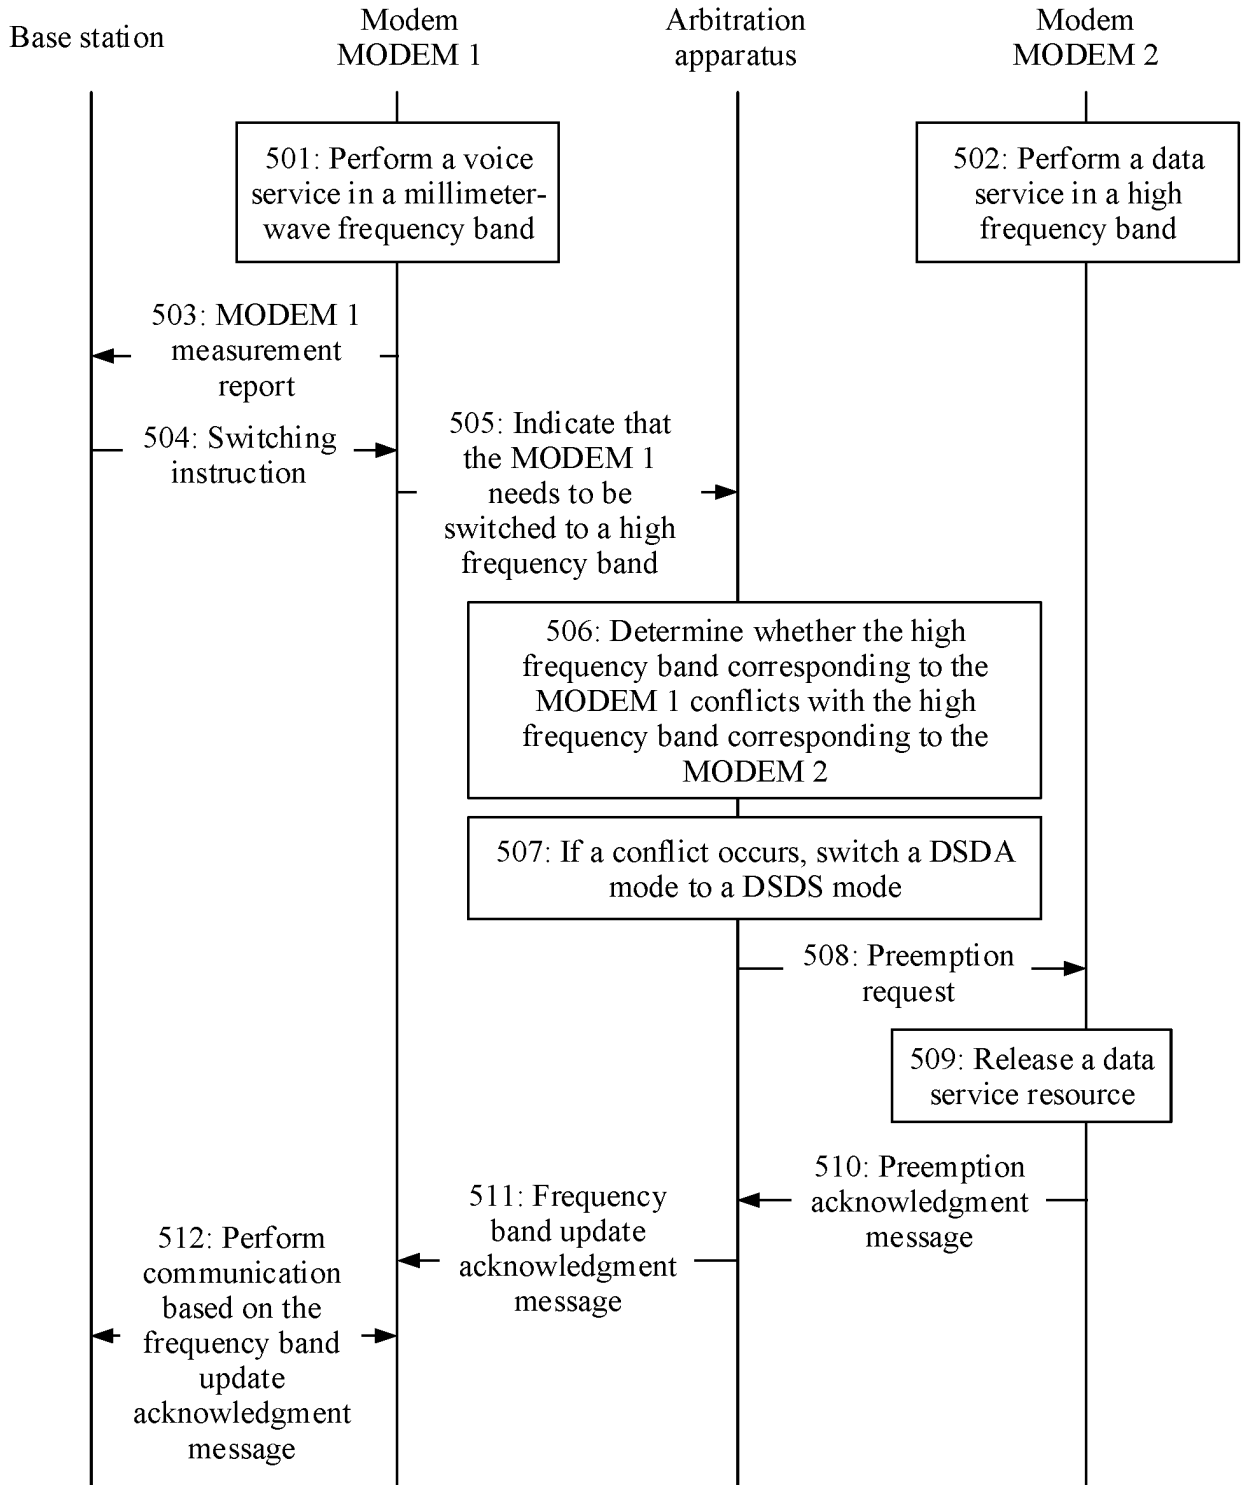 Base station
Modem
MODEM 1
Arbitration
apparatus
Modem
MODEM 2
501: Perform a voice
service in a millimeter-
wave frequency band
502: Perform a data
service in a high
frequency band
503: MODEM 1
measurement
report
504: Switching
instruction
505: Indicate that
the MODEM 1
needs to be
switched to a high
frequency band
506: Determine whether the high
frequency band corresponding to the
MODEM 1 conflicts with the high
frequency band corresponding to the
MODEM 2
507: If a conflict occurs, switch a DSDA
mode to a DSDS mode
508: Preemption
request
509: Release a data
service resource
510: Preemption
acknowledgment
message
511: Frequency
band update
acknowledgment
message
512: Perform
communication
based on the
frequency band
update
acknowledgment
message